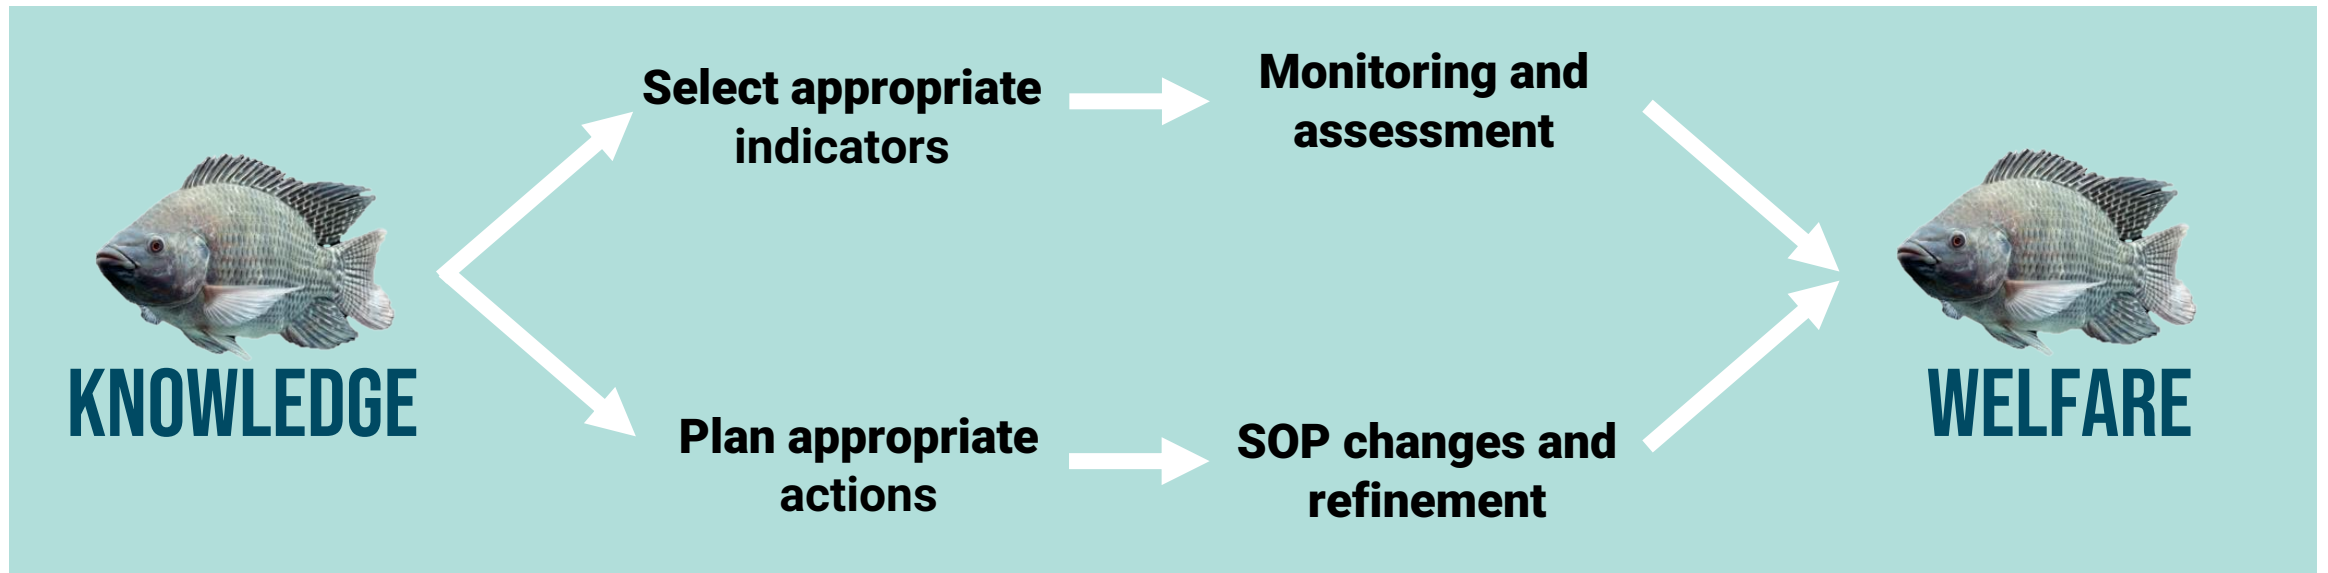 KNOWLEDGE
Select appropriate
indicators
Monitoring and
assessment
Plan appropriate
actions
SOP changes and
refinement
WELFARE